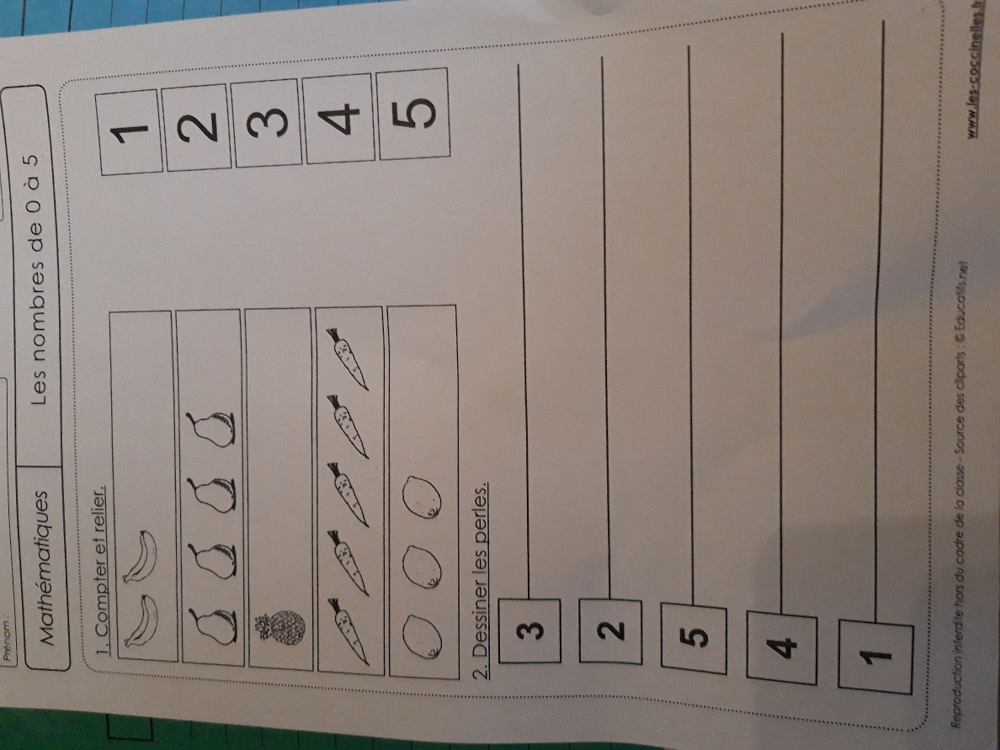 Prénom :
Mathématiques
Les nombres de 0 à 5
1. Compter et relier.
1
2
3
4
5
2. Dessiner les perles.
3
2
5
4
1
Reproduction interdite hors du cadre de la classe - Source des cliparts : © Educatifs.net
www.les-coccinelles.fr